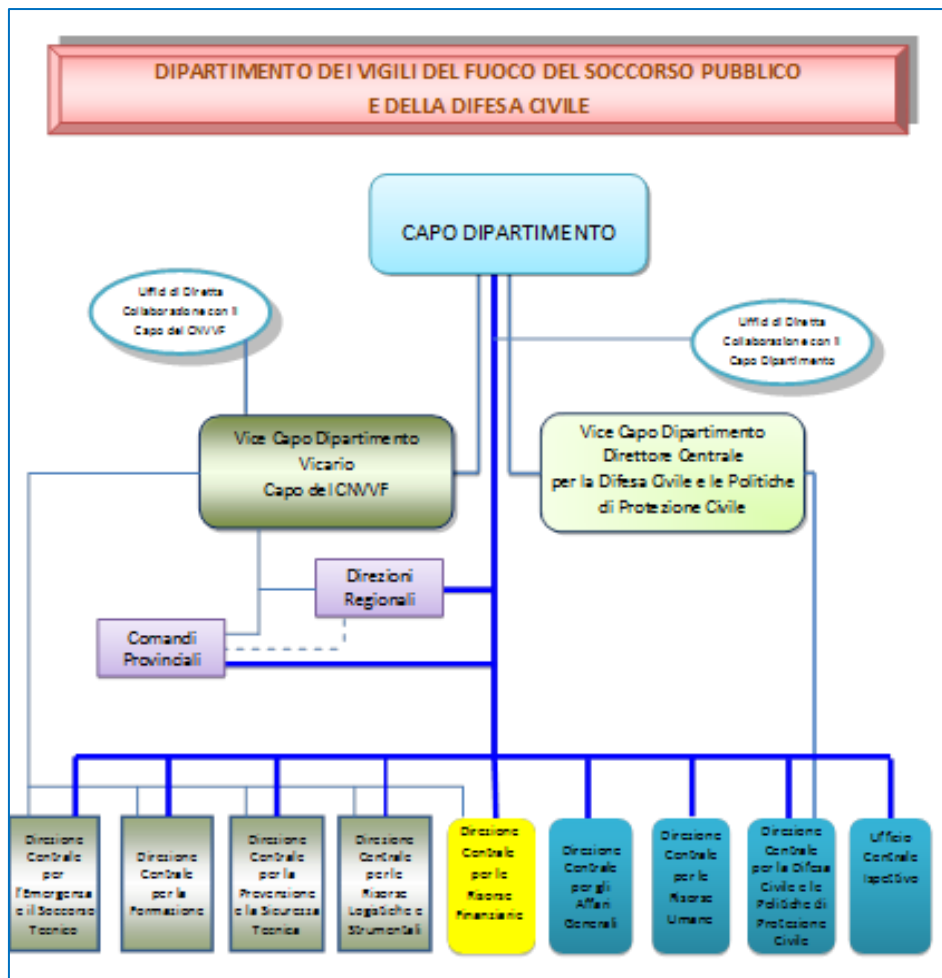 DIPARTIMENTO DEI VIGILI DEL FUOCO DEL SOCCORSO PUBBLICO
E DELLA DIFESA CIVILE
CAPO DIPARTIMENTO
Uffici di Diretta
Collaborazione con il
Capo del CNVVF
Uffici di Diretta
Collaborazione con il
Capo Dipartimento
Vice Capo Dipartimento
Vicario
Capo del CNVVF
Vice Capo Dipartimento
Direttore Centrale
per la Difesa Civile e le Politiche
di Protezione Civile
Direzioni
Regionali
Comandi
Provinciali
Direzione
Centrale
per
l'Emergenza
e il Soccorso
Tecnico
Direzione
Centrale
per la
Formazione
Direzione
Centrale
per la
Prevenzione
e la Sicurezza
Tecnica
Direzione
Centrale
per le
Risorse
Logistiche e
Strumentali
Direzione
Centrale
per le
Risorse
Finanziarie
Direzione
Centrale
per gli
Affari
Generali
Direzione
Centrale
per le
Risorse
Umane
Direzione
Centrale
per la Difesa
Civile e le
Politiche di
Protezione
Civile
Ufficio
Centrale
Ispettivo